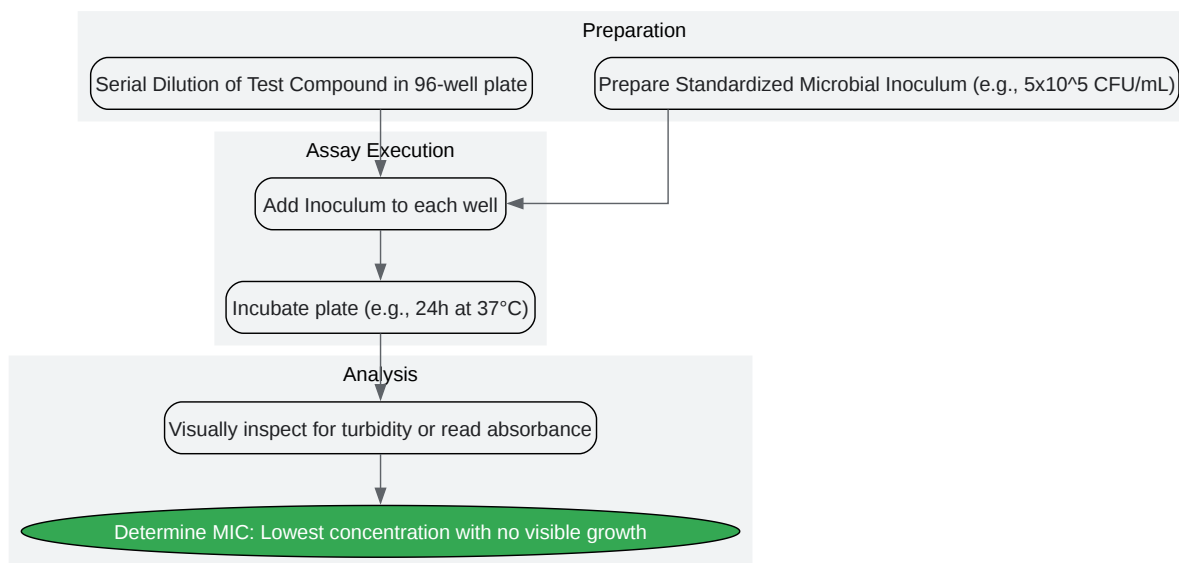 Preparation
Serial Dilution of Test Compound in 96-well plate
Prepare Standardized Microbial Inoculum (e.g., 5x10^5 CFU/mL)
Assay Execution
Add Inoculum to each well
Incubate plate (e.g., 24h at 37°C)
Analysis
Visually inspect for turbidity or read absorbance
Determine MIC: Lowest concentration with no visible growth